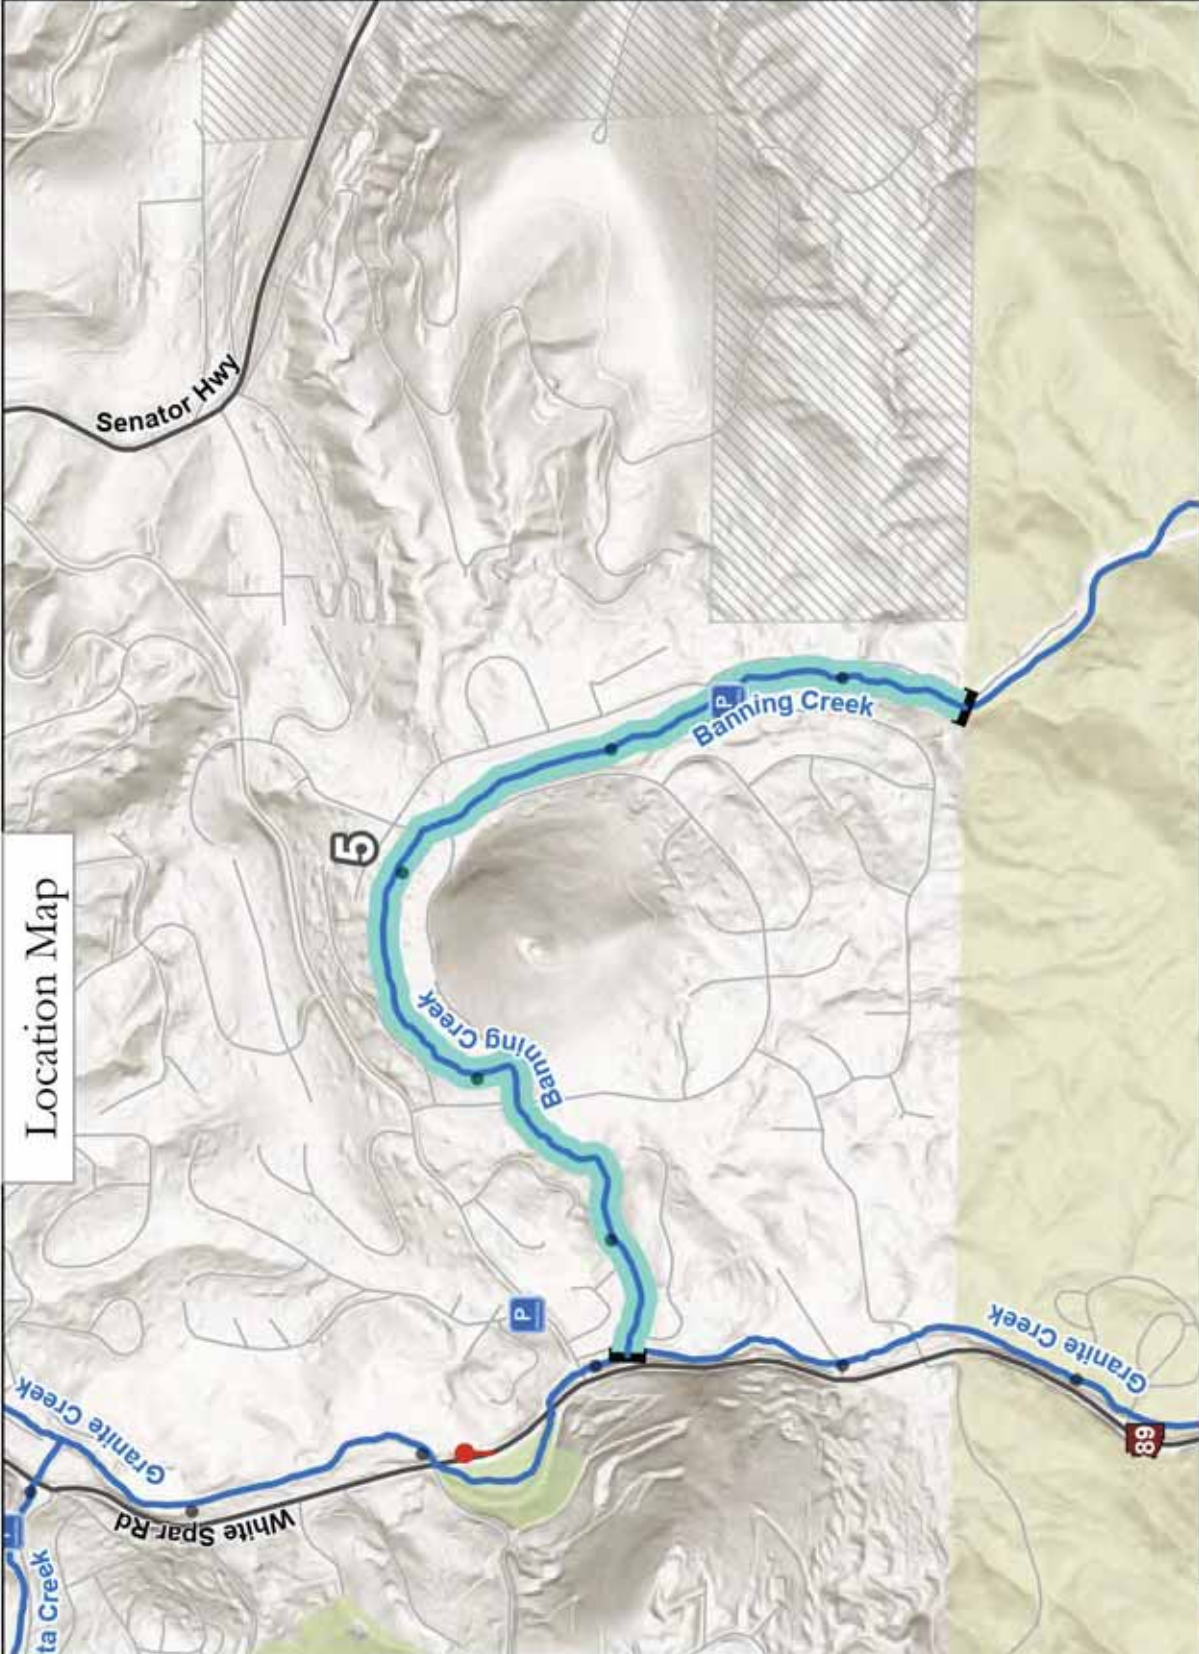 Location Map
Senator Hwy
5
P
Banning Creek
Banning Creek
P
Granite Creek
Granite Creek
White Spar Rd
ta Creek
89